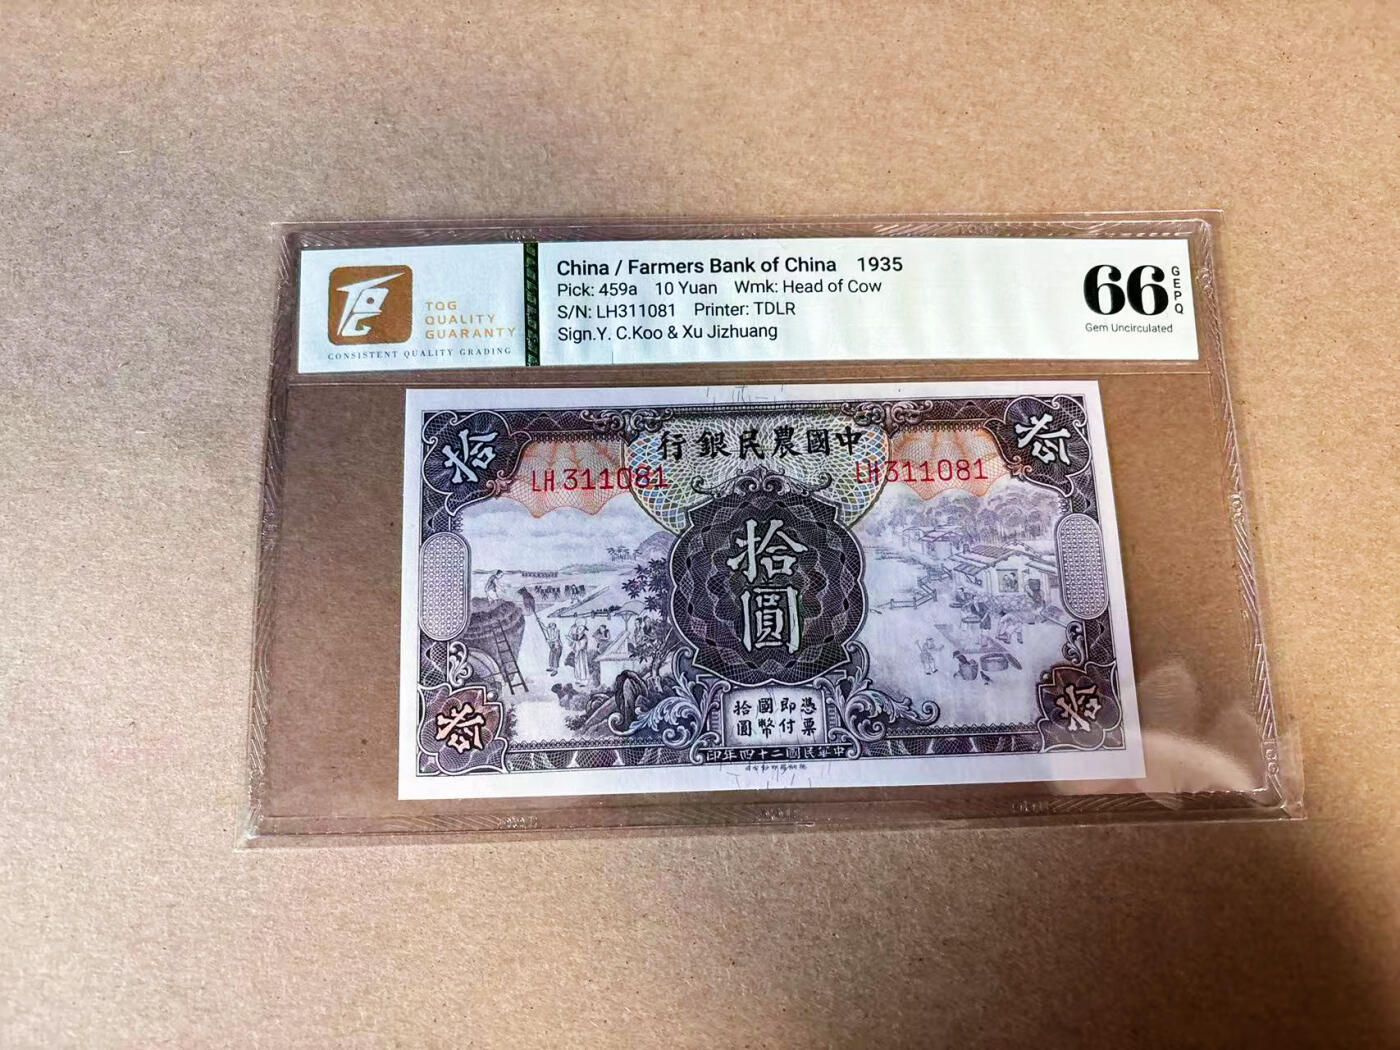 TQG
QUALITY
GUARANTY
CONSISTENT QUALITY GRADING
China / Farmers Bank of China 1935
Pick: 459a 10 Yuan Wmk: Head of Cow
S/N: LH311081 Printer: TDLR
Sign.Y. C.Koo & Xu Jizhuang
66
GEPQ
Gem Uncirculated
拾
拾
行銀民農國中
LH311081
LH311081
拾
圓
憑票
即付
國幣
拾圓
拾
拾
印年四十二國民華中